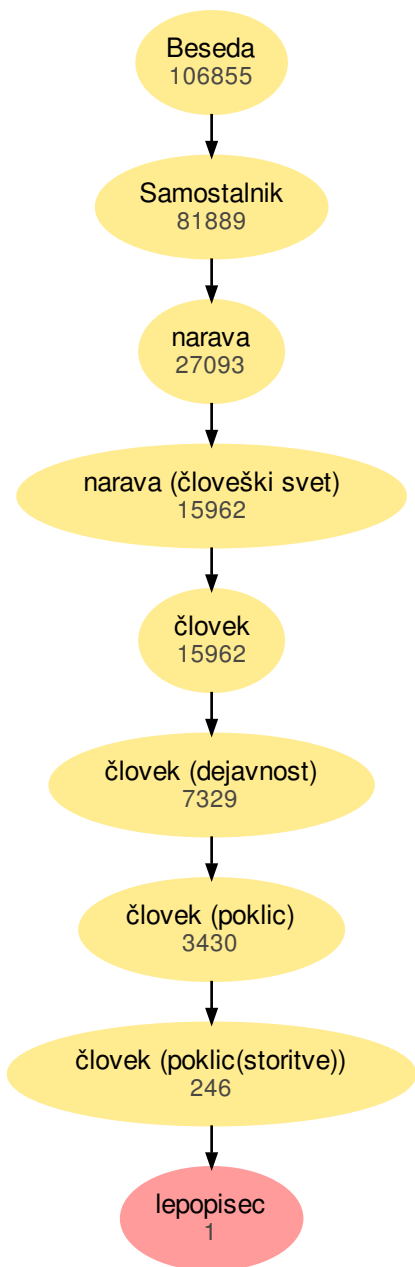 Beseda
106855
Samostalnik
81889
narava
27093
narava (človeški svet)
15962
človek
15962
človek (dejavnost)
7329
človek (poklic)
3430
človek (poklic(storitve))
246
lepopisec
1